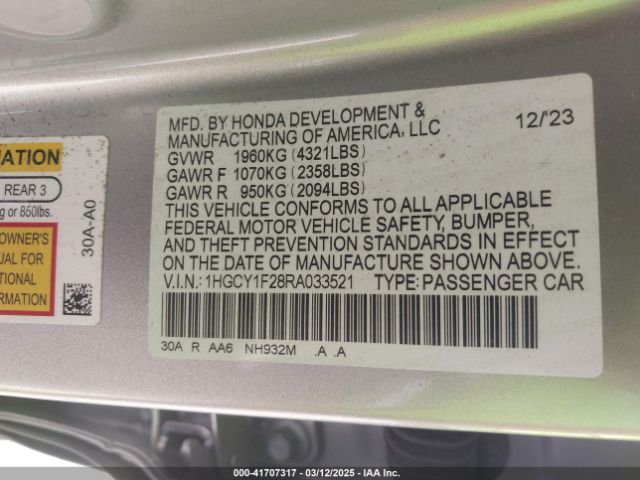 MFD. BY HONDA DEVELOPMENT &
MANUFACTURING OF AMERICA, LLC 12/'23
GVWR 1960KG (4321LBS)
GAWR F 1070KG (2358LBS)
GAWR R 950KG (2094LBS)
THIS VEHICLE CONFORMS TO ALL APPLICABLE
FEDERAL MOTOR VEHICLE SAFETY, BUMPER,
AND THEFT PREVENTION STANDARDS IN EFFECT
ON THE DATE OF MANUFACTURE SHOWN ABOVE.
V.I.N.: 1HGCY1F28RA033521 TYPE: PASSENGER CAR
30A R AA6 NH932M .A .A
REAR 3
or 850lbs.
OWNER'S
FOR
30A-A0
000-41707317 - 03/12/2025 - IAA Inc.